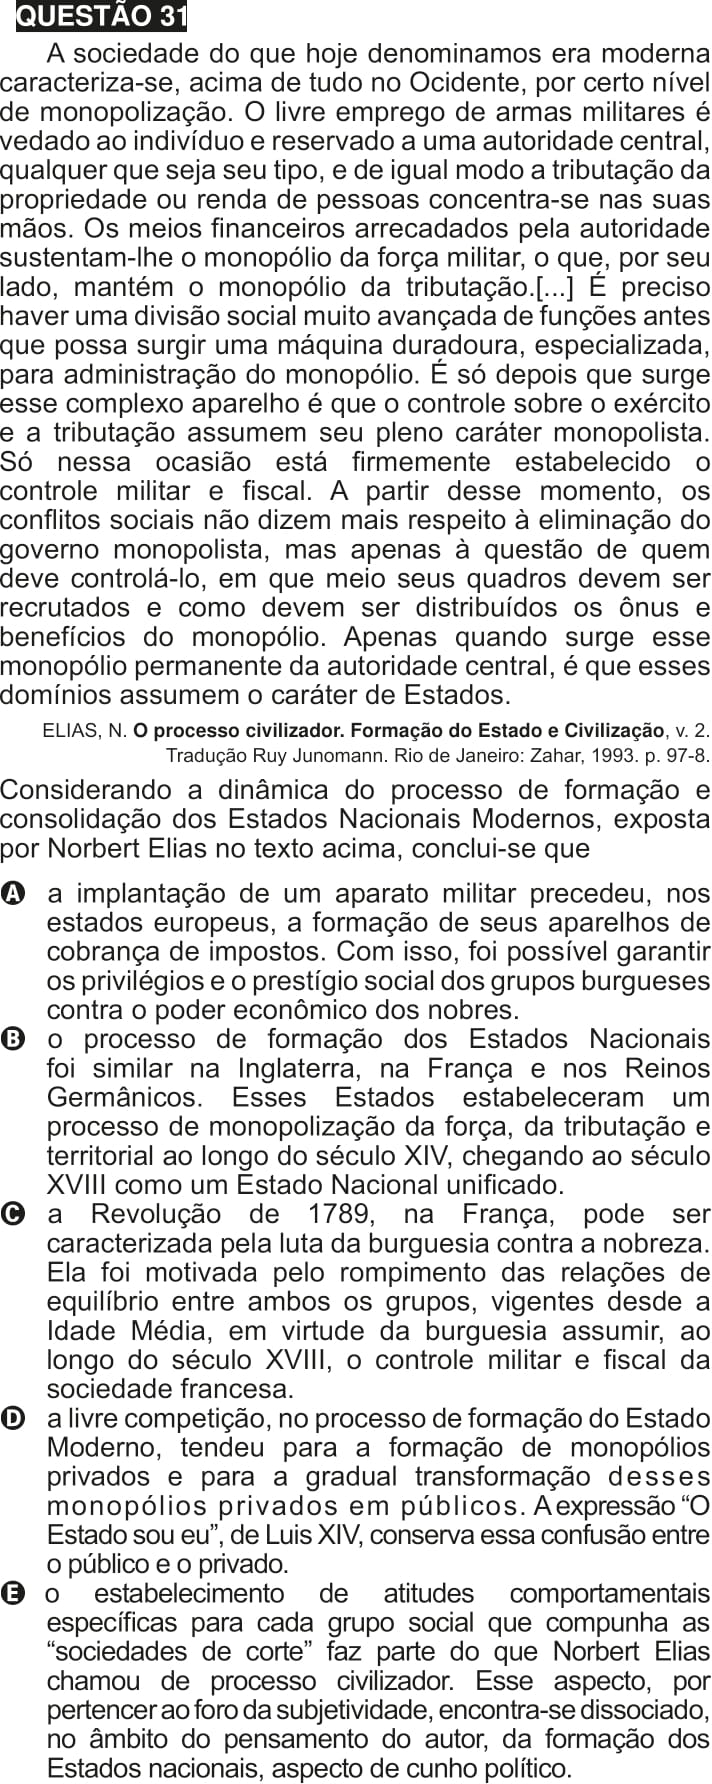 QUESTÃO 31
A sociedade do que hoje denominamos era moderna
caracteriza-se, acima de tudo no Ocidente, por certo nível
de monopolização. O livre emprego de armas militares é
vedado ao indivíduo e reservado a uma autoridade central,
qualquer que seja seu tipo, e de igual modo a tributação da
propriedade ou renda de pessoas concentra-se nas suas
mãos. Os meios financeiros arrecadados pela autoridade
sustentam-lhe o monopólio da força militar, o que, por seu
lado, mantém o monopólio da tributação.[...] É preciso
haver uma divisão social muito avançada de funções antes
que possa surgir uma máquina duradoura, especializada,
para administração do monopólio. É só depois que surge
esse complexo aparelho é que o controle sobre o exército
e a tributação assumem seu pleno caráter monopolista.
Só nessa ocasião está firmemente estabelecido o
controle militar e fiscal. A partir desse momento, os
conflitos sociais não dizem mais respeito à eliminação do
governo monopolista, mas apenas à questão de quem
deve controlá-lo, em que meio seus quadros devem ser
recrutados e como devem ser distribuídos os ônus e
benefícios do monopólio. Apenas quando surge esse
monopólio permanente da autoridade central, é que esses
domínios assumem o caráter de Estados.
ELIAS, N. O processo civilizador. Formação do Estado e Civilização, v. 2.
Tradução Ruy Junomann. Rio de Janeiro: Zahar, 1993. p. 97-8.
Considerando a dinâmica do processo de formação e
consolidação dos Estados Nacionais Modernos, exposta
por Norbert Elias no texto acima, conclui-se que
A a implantação de um aparato militar precedeu, nos
estados europeus, a formação de seus aparelhos de
cobrança de impostos. Com isso, foi possível garantir
os privilégios e o prestígio social dos grupos burgueses
contra o poder econômico dos nobres.
B o processo de formação dos Estados Nacionais
foi similar na Inglaterra, na França e nos Reinos
Germânicos. Esses Estados estabeleceram um
processo de monopolização da força, da tributação e
territorial ao longo do século XIV, chegando ao século
XVIII como um Estado Nacional unificado.
C a Revolução de 1789, na França, pode ser
caracterizada pela luta da burguesia contra a nobreza.
Ela foi motivada pelo rompimento das relações de
equilíbrio entre ambos os grupos, vigentes desde a
Idade Média, em virtude da burguesia assumir, ao
longo do século XVIII, o controle militar e fiscal da
sociedade francesa.
D a livre competição, no processo de formação do Estado
Moderno, tendeu para a formação de monopólios
privados e para a gradual transformação desses
monopólios privados em públicos. A expressão “O
Estado sou eu”, de Luis XIV, conserva essa confusão entre
o público e o privado.
E o estabelecimento de atitudes comportamentais
específicas para cada grupo social que compunha as
“sociedades de corte” faz parte do que Norbert Elias
chamou de processo civilizador. Esse aspecto, por
pertencer ao foro da subjetividade, encontra-se dissociado,
no âmbito do pensamento do autor, da formação dos
Estados nacionais, aspecto de cunho político.